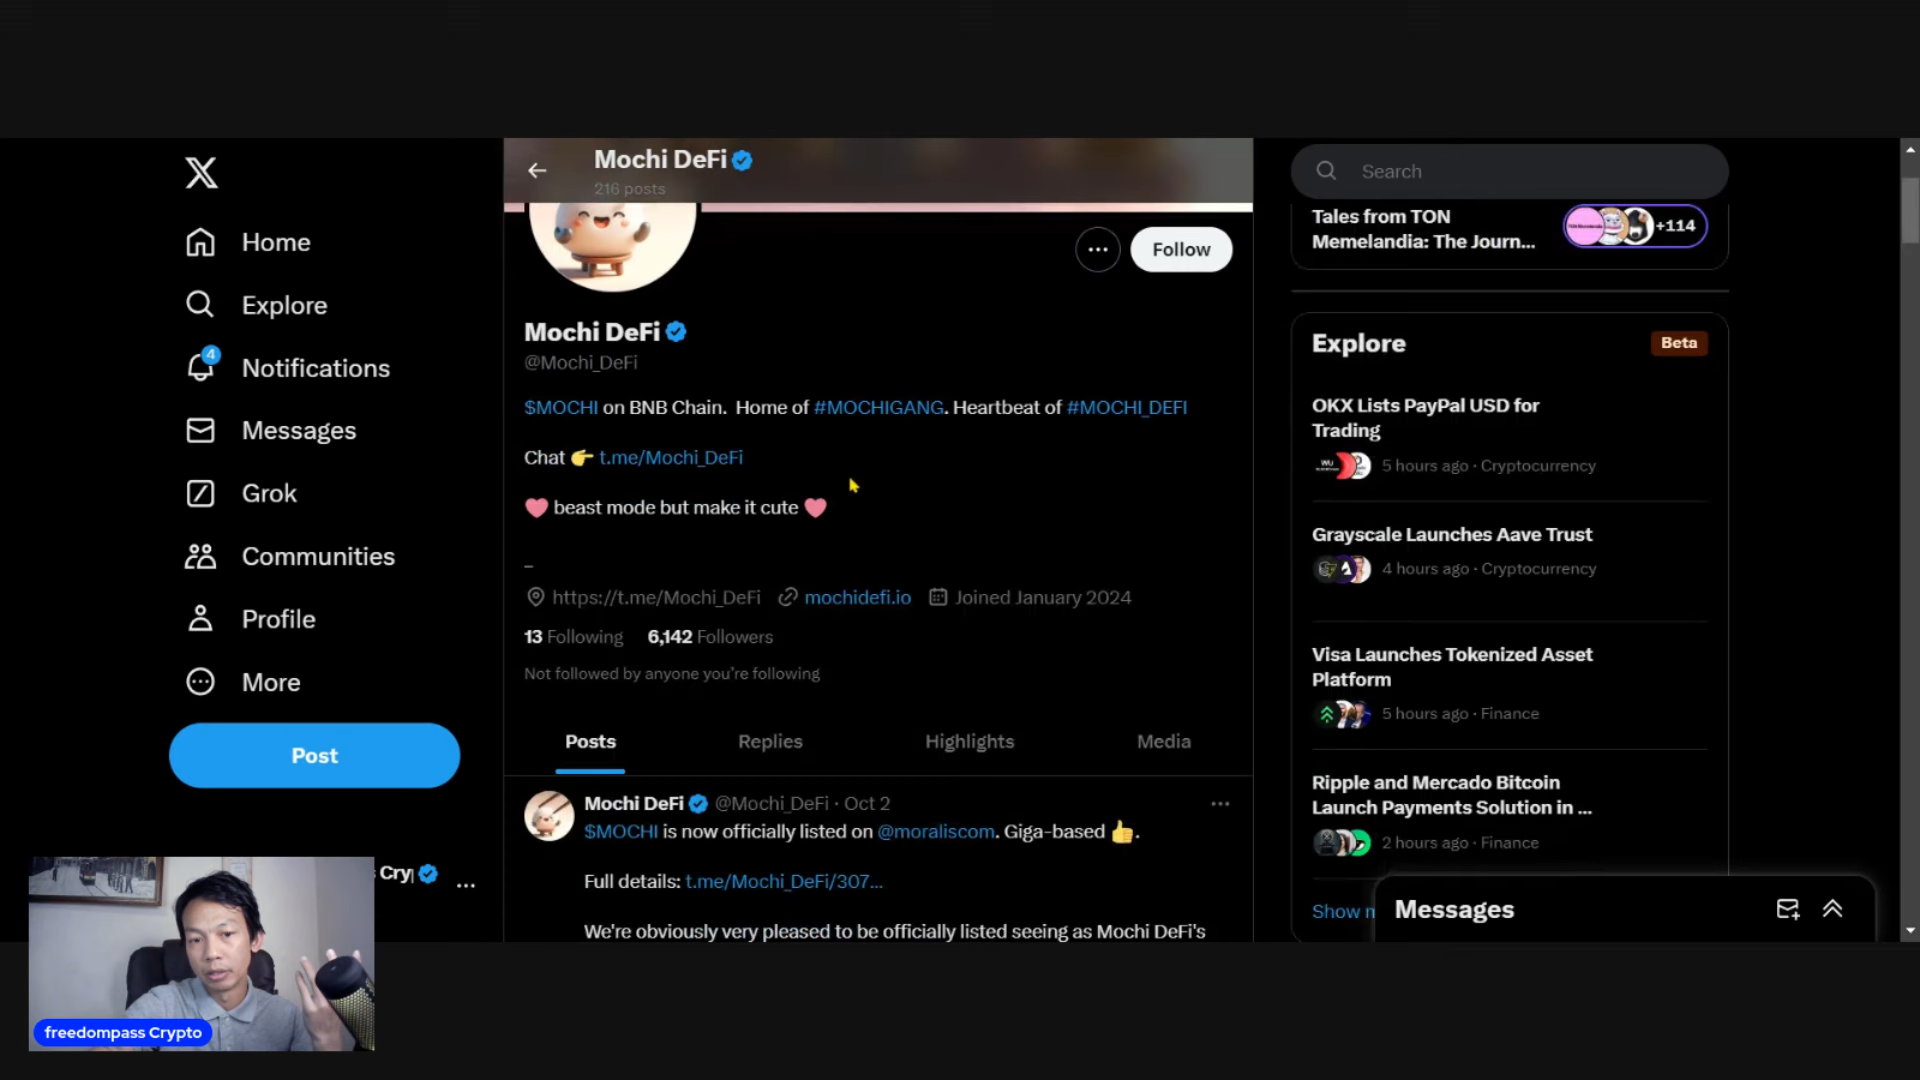 Home
Explore
Notifications
4
Messages
Grok
Communities
Profile
More
Post
Cry
freedompass Crypto
Mochi DeFi
216 posts
Follow
Mochi DeFi
@Mochi_DeFi
$MOCHI on BNB Chain. Home of #MOCHIGANG. Heartbeat of #MOCHI_DEFI
Chat 👉 t.me/Mochi_DeFi
🩷 beast mode but make it cute 🩷
_
https://t.me/Mochi_DeFi mochidefi.io Joined January 2024
13 Following 6,142 Followers
Not followed by anyone you're following
Posts Replies Highlights Media
Mochi DeFi @Mochi_DeFi · Oct 2
$MOCHI is now officially listed on @moraliscom. Giga-based 👍.
Full details: t.me/Mochi_DeFi/307...
We're obviously very pleased to be officially listed seeing as Mochi DeFi's
Search
Tales from TON
Memelandia: The Journ...
+114
Explore
Beta
OKX Lists PayPal USD for
Trading
5 hours ago · Cryptocurrency
Grayscale Launches Aave Trust
4 hours ago · Cryptocurrency
Visa Launches Tokenized Asset
Platform
5 hours ago · Finance
Ripple and Mercado Bitcoin
Launch Payments Solution in ...
2 hours ago · Finance
Show
Messages